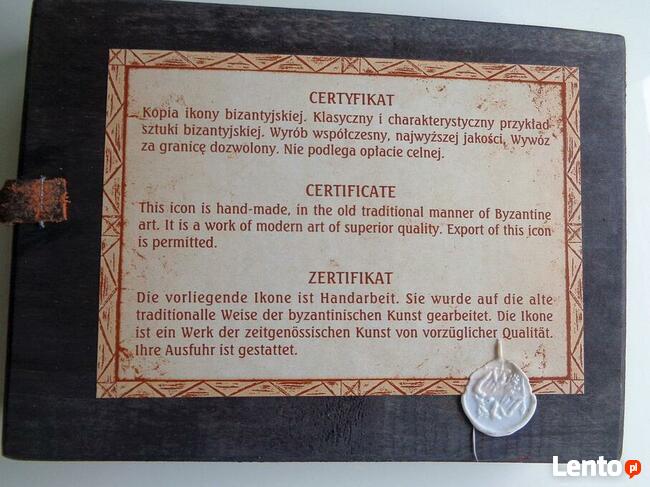 CERTYFIKAT
Kopia ikony bizantyjskiej. Klasyczny i charakterystyczny przykład
sztuki bizantyjskiej. Wyrób współczesny, najwyższej jakości, Wywóz
za granicę dozwolony. Nie podlega opłacie celnej.
CERTIFICATE
This icon is hand-made, in the old traditional manner of Byzantine
art. It is a work of modern art of superior quality. Export of this icon
is permitted.
ZERTIFIKAT
Die vorliegende Ikone ist Handarbeit. Sie wurde auf die alte
traditionalle Weise der byzantinischen Kunst gearbeitet. Die Ikone
ist ein Werk der zeitgenössischen Kunst von vorzüglicher Qualität.
Ihre Ausfuhr ist gestattet.
Lento.pl